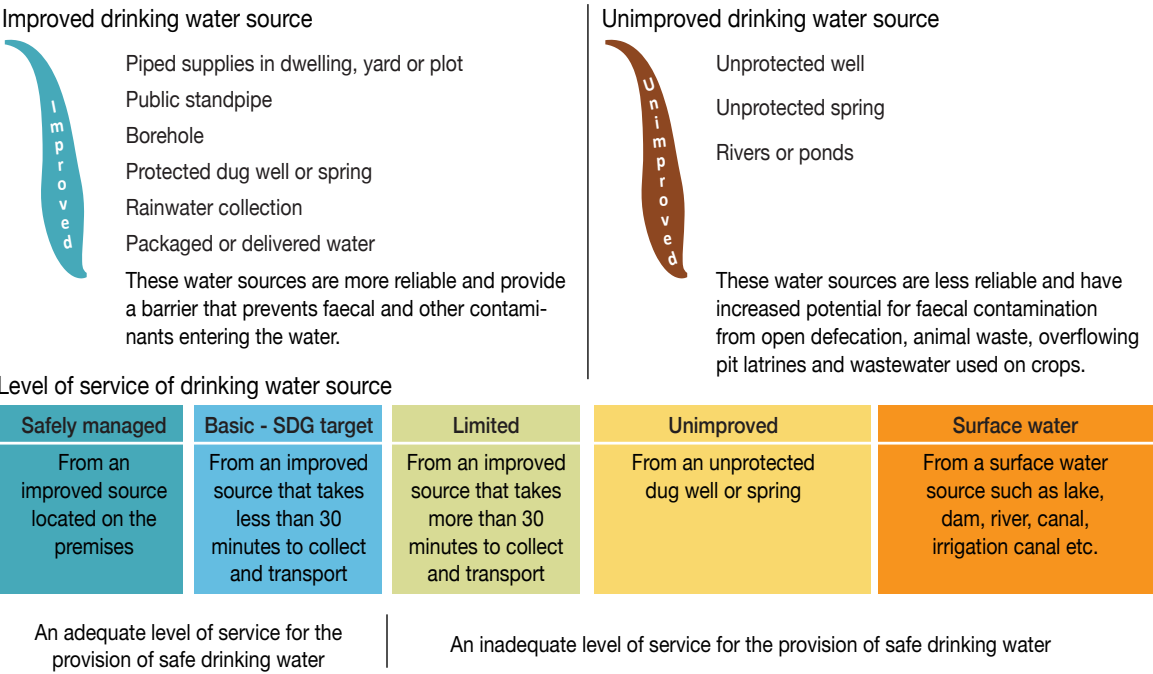 Improved drinking water source
Improved
Piped supplies in dwelling, yard or plot
Public standpipe
Borehole
Protected dug well or spring
Rainwater collection
Packaged or delivered water
These water sources are more reliable and provide
a barrier that prevents faecal and other contami-
nants entering the water.
Unimproved drinking water source
Unimproved
Unprotected well
Unprotected spring
Rivers or ponds
These water sources are less reliable and have
increased potential for faecal contamination
from open defecation, animal waste, overflowing
pit latrines and wastewater used on crops.
Level of service of drinking water source
Safely managed
From an
improved source
located on the
premises
Basic - SDG target
From an improved
source that takes
less than 30
minutes to collect
and transport
Limited
From an improved
source that takes
more than 30
minutes to collect
and transport
Unimproved
From an unprotected
dug well or spring
Surface water
From a surface water
source such as lake,
dam, river, canal,
irrigation canal etc.
An adequate level of service for the
provision of safe drinking water
An inadequate level of service for the provision of safe drinking water